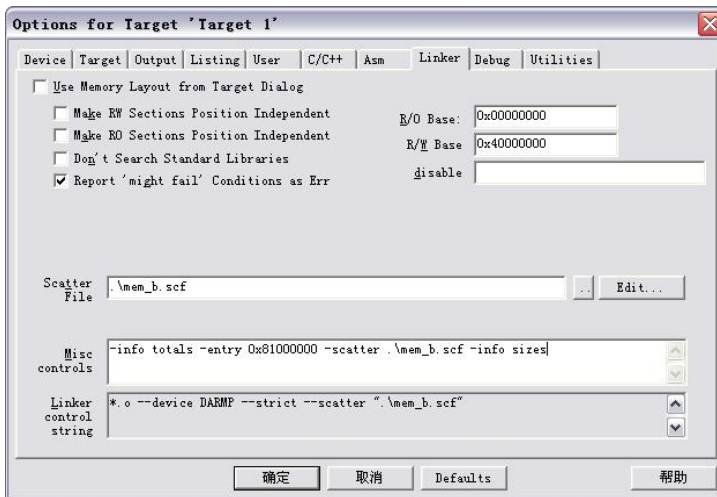 Options for Target 'Target 1'
Device Target Output Listing User C/C++ Asm Linker Debug Utilities
Use Memory Layout from Target Dialog
Make RW Sections Position Independent
R/O Base: 0x00000000
Make RO Sections Position Independent
R/W Base 0x40000000
Don't Search Standard Libraries
disable
Report 'might fail' Conditions as Err
Scatter File
.\mem_b.scf
.. Edit...
Misc controls
-info totals -entry 0x81000000 -scatter .\mem_b.scf -info sizes
Linker control string
*.o --device DARMP --strict --scatter ".\mem_b.scf"
确定 取消 Defaults 帮助